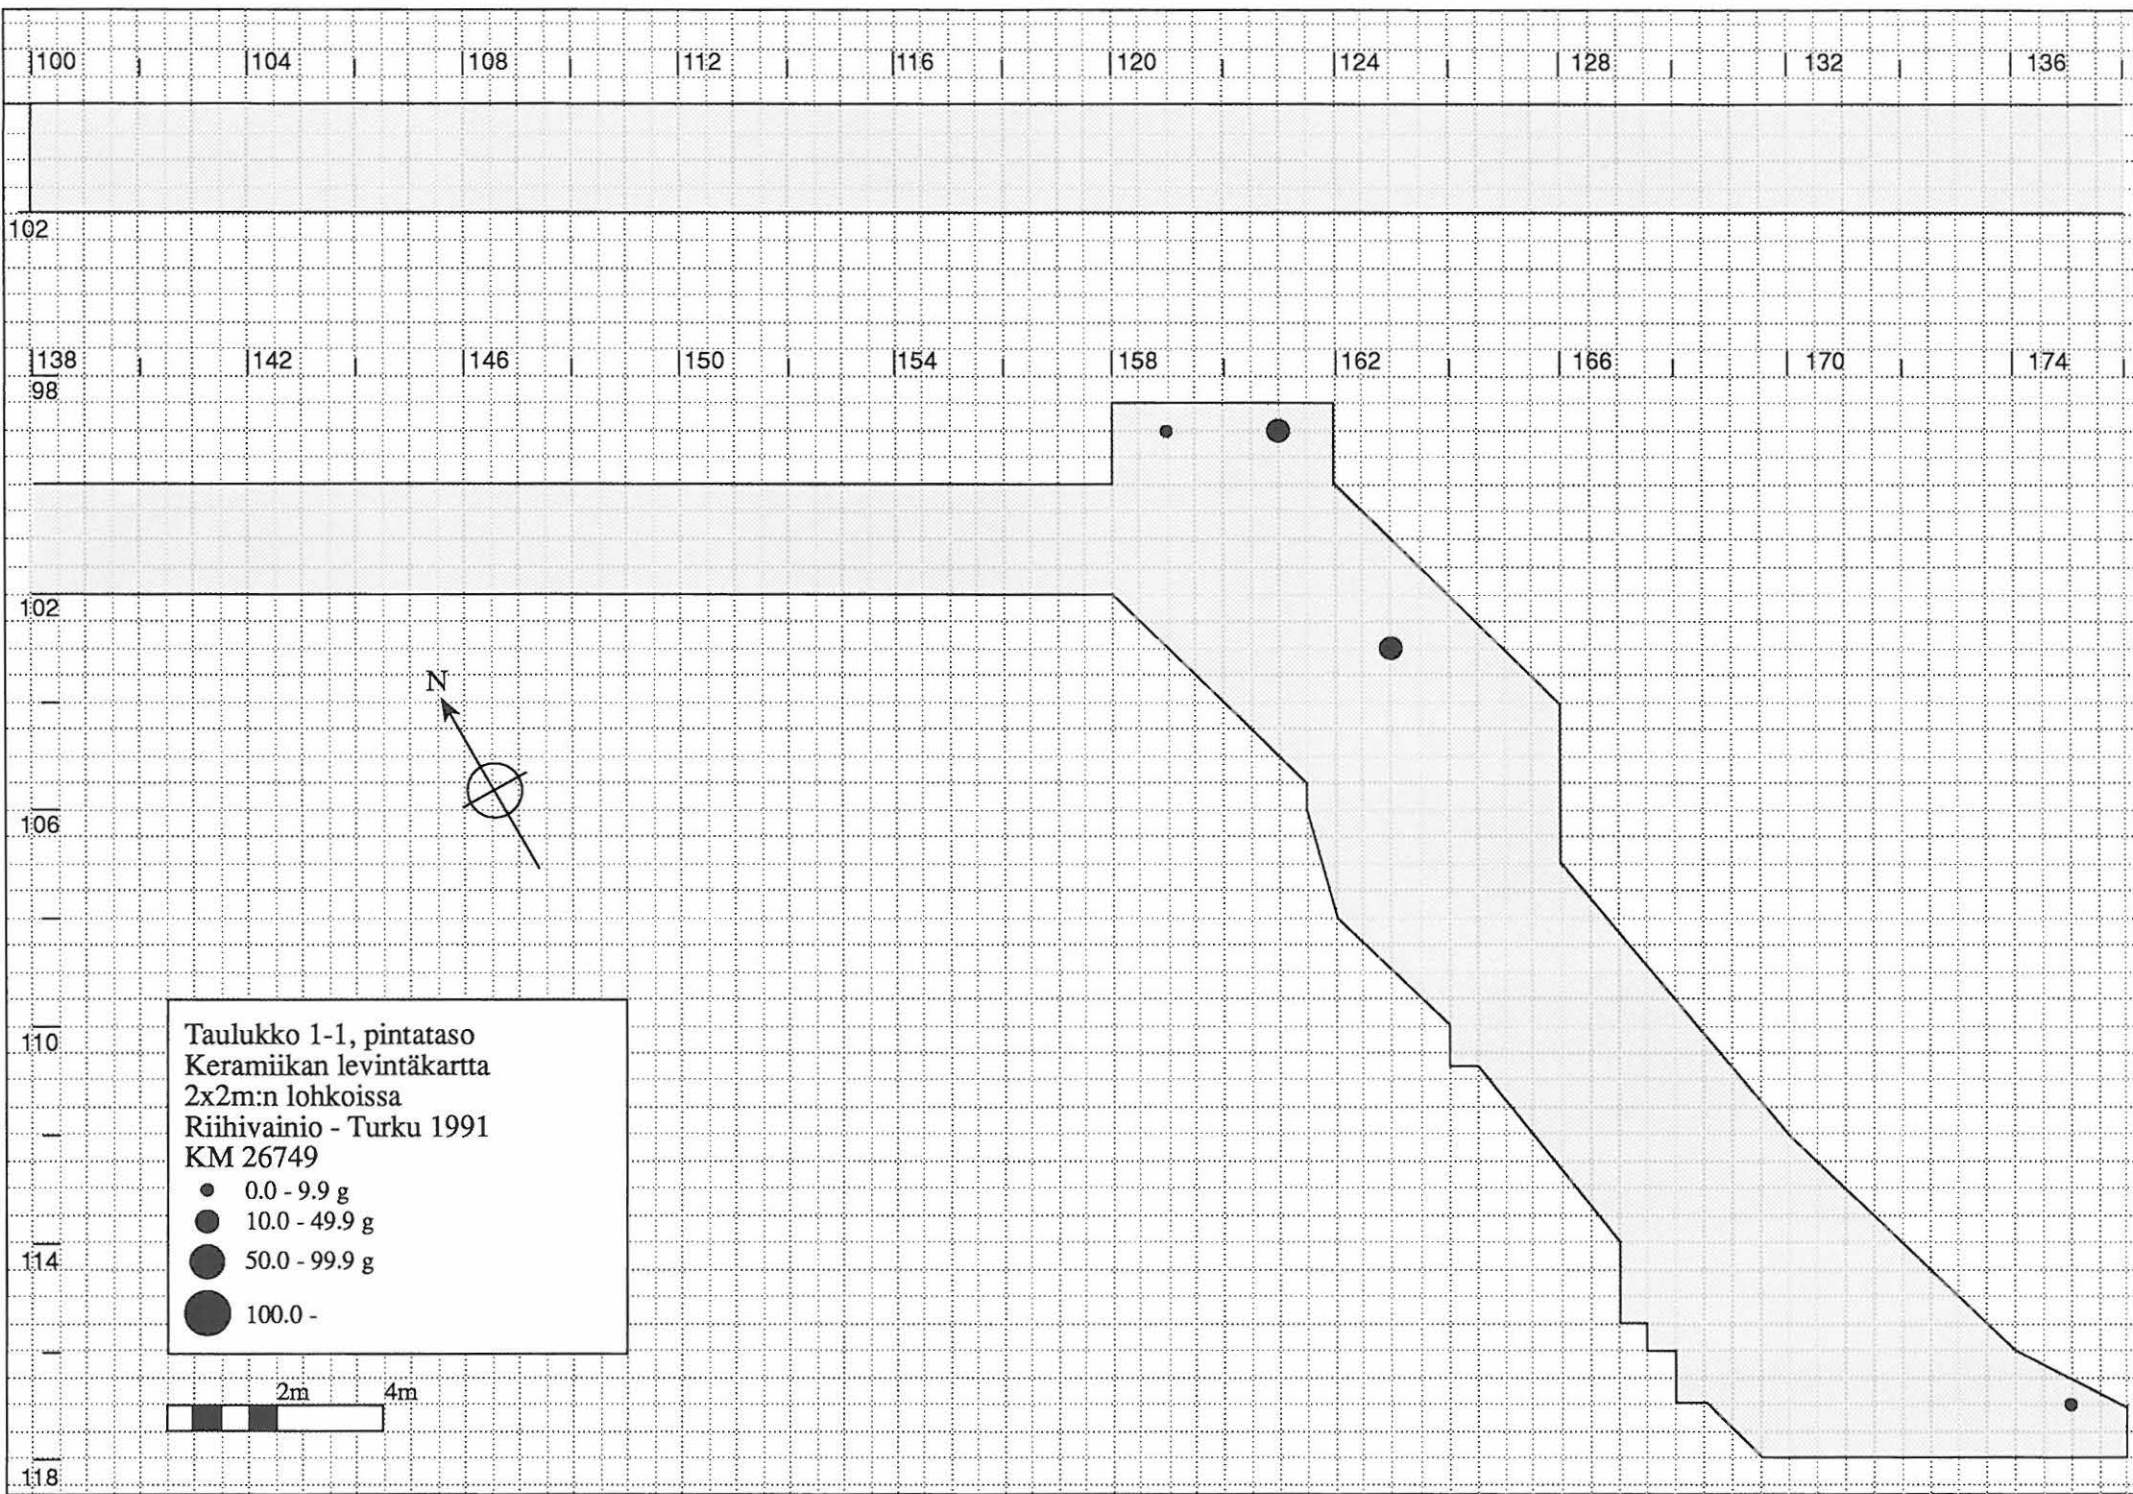 100 104 108 112 116 120 124 128 132 136
102
138 142 146 150 154 158 162 166 170 174
98
102
N
106
110
Taulukko 1-1, pintataso
Keramiikan levintäkartta
2x2m:n lohkoissa
Riihivainio - Turku 1991
KM 26749
0.0 - 9.9 g
10.0 - 49.9 g
50.0 - 99.9 g
100.0 -
114
2m 4m
118